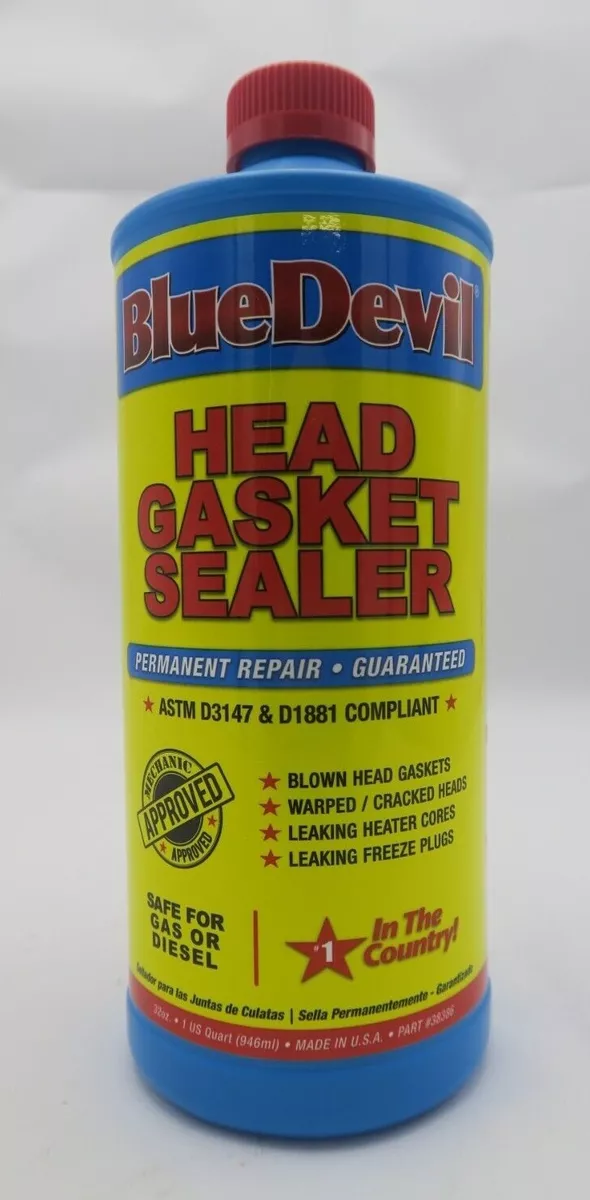 BlueDevil®
HEAD
GASKET
SEALER
PERMANENT REPAIR • GUARANTEED
★ ASTM D3147 & D1881 COMPLIANT ★
MECHANIC
APPROVED
APPROVED
★ BLOWN HEAD GASKETS
★ WARPED / CRACKED HEADS
★ LEAKING HEATER CORES
★ LEAKING FREEZE PLUGS
SAFE FOR
GAS OR
DIESEL
#1
In The
Country!
Sellador para las Juntas de Culatas | Sella Permanentemente - Garantizado
32oz. • 1 US Quart (946ml) • MADE IN U.S.A. • PART #38386